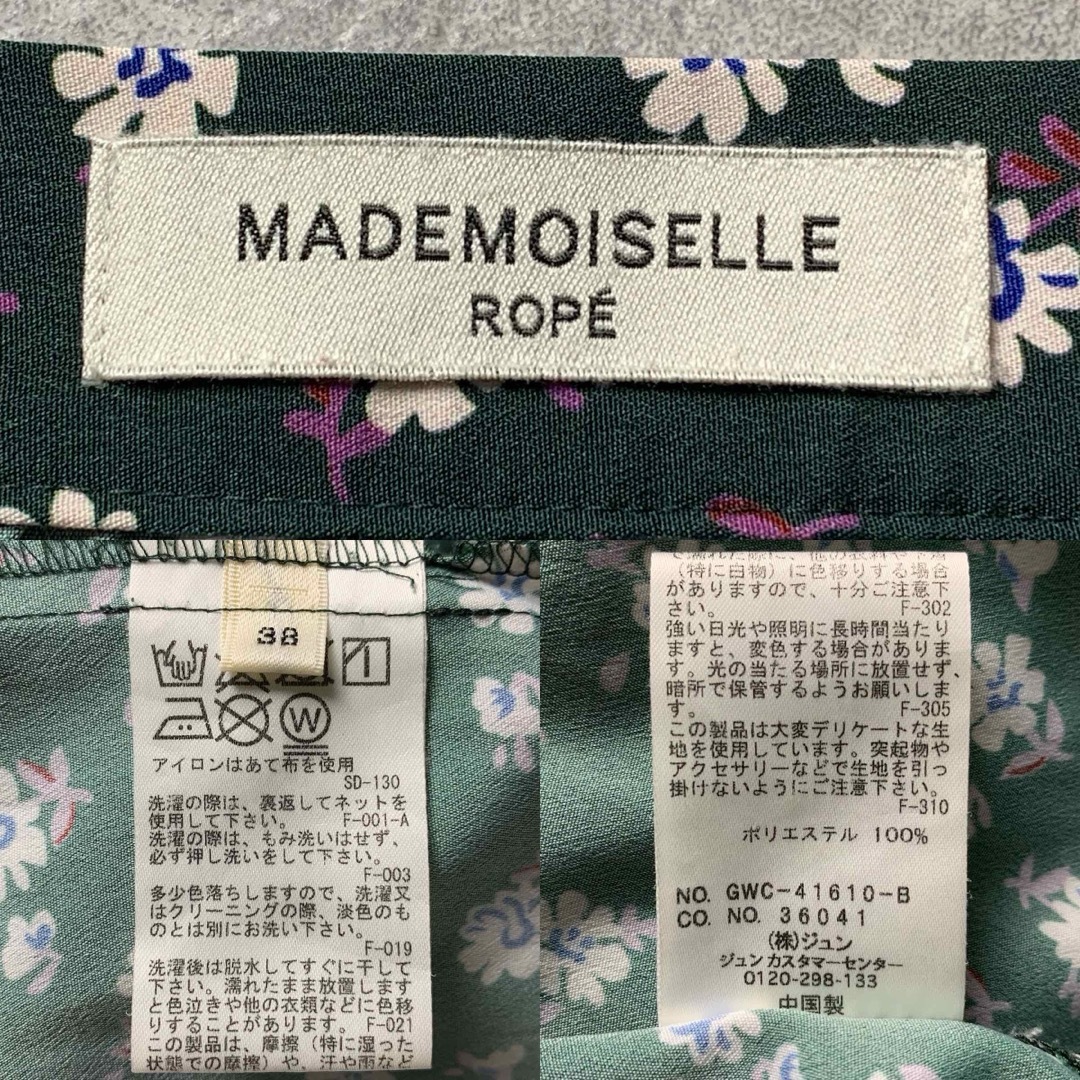 MADEMOISELLE
ROPÉ
38
W
アイロンはあて布を使用
SD-130
洗濯の際は、裏返してネットを
使用して下さい。 F-001-A
洗濯の際は、もみ洗いはせず、
必ず押し洗いをして下さい。
F-003
多少色落ちしますので、洗濯又
はクリーニングの際、淡色のも
のとは別にお洗い下さい。
F-019
洗濯後は脱水してすぐに干して
下さい。濡れたまま放置します
と色泣きや他の衣類などに色移
りすることがあります。 F-021
この製品は、摩擦（特に湿った
状態での摩擦）や、汗や雨など
で濡れた際に、他の衣料や下着
（特に白物）に色移りする場合
がありますので、十分ご注意下
さい。 F-302
強い日光や照明に長時間当たり
ますと、変色する場合がありま
す。光の当たる場所に放置せず、
暗所で保管するようお願いしま
す。 F-305
この製品は大変デリケートな生
地を使用しています。突起物や
アクセサリーなどで生地を引っ
掛けないようにご注意下さい。
F-310
ポリエステル 100%
NO. GWC-41610-B
CO. NO. 36041
(株)ジュン
ジュン カスタマーセンター
0120-298-133
中国製